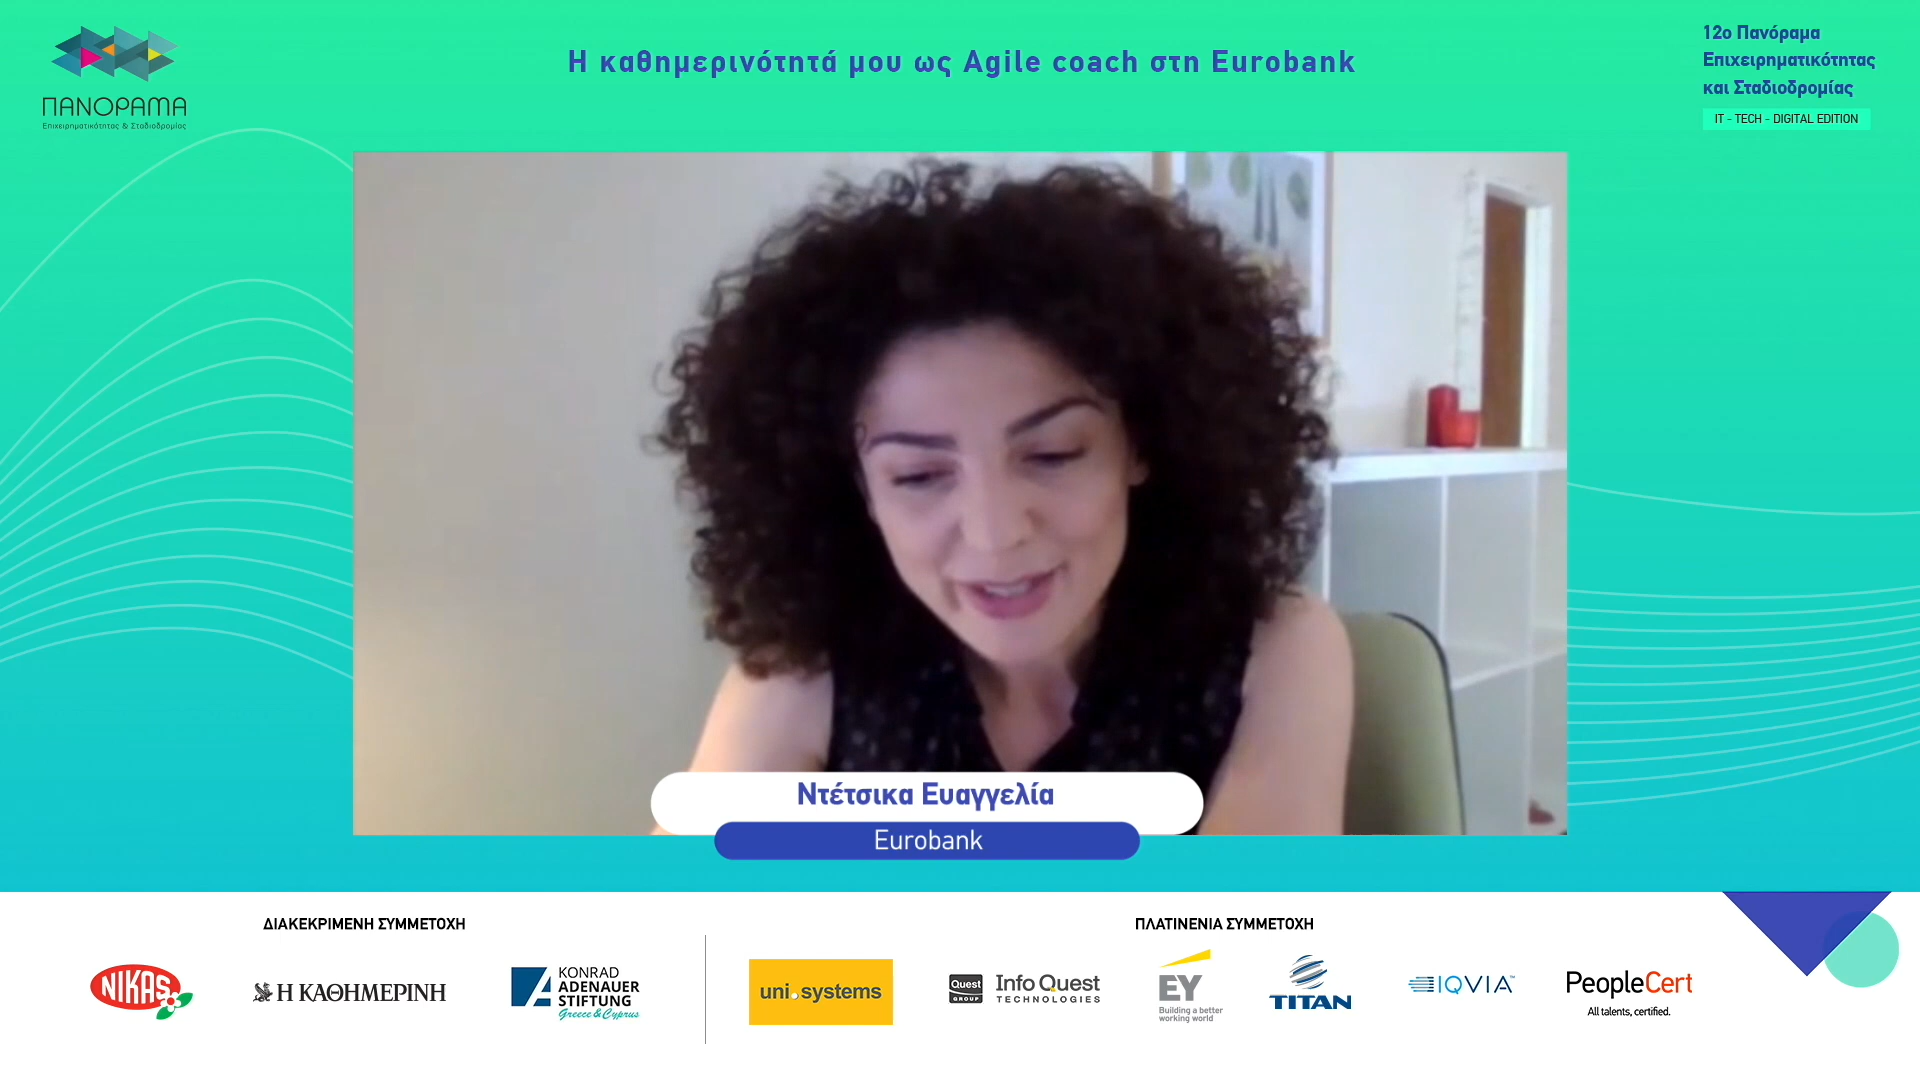 ΠΑΝΟΡΑΜΑ
Επιχειρηματικότητας & Σταδιοδρομίας
Η καθημερινότητά μου ως Agile coach στη Eurobank
12ο Πανόραμα
Επιχειρηματικότητας
και Σταδιοδρομίας
IT - TECH - DIGITAL EDITION
Ντέτσικα Ευαγγελία
Eurobank
ΔΙΑΚΕΚΡΙΜΕΝΗ ΣΥΜΜΕΤΟΧΗ
NIKAS
Η ΚΑΘΗΜΕΡΙΝΗ
KONRAD
ADENAUER
STIFTUNG
Greece & Cyprus
ΠΛΑΤΙΝΕΝΙΑ ΣΥΜΜΕΤΟΧΗ
uni.systems
Quest
GROUP
Info Quest
TECHNOLOGIES
EY
Building a better
working world
TITAN
IQVIA
PeopleCert
All talents, certified.